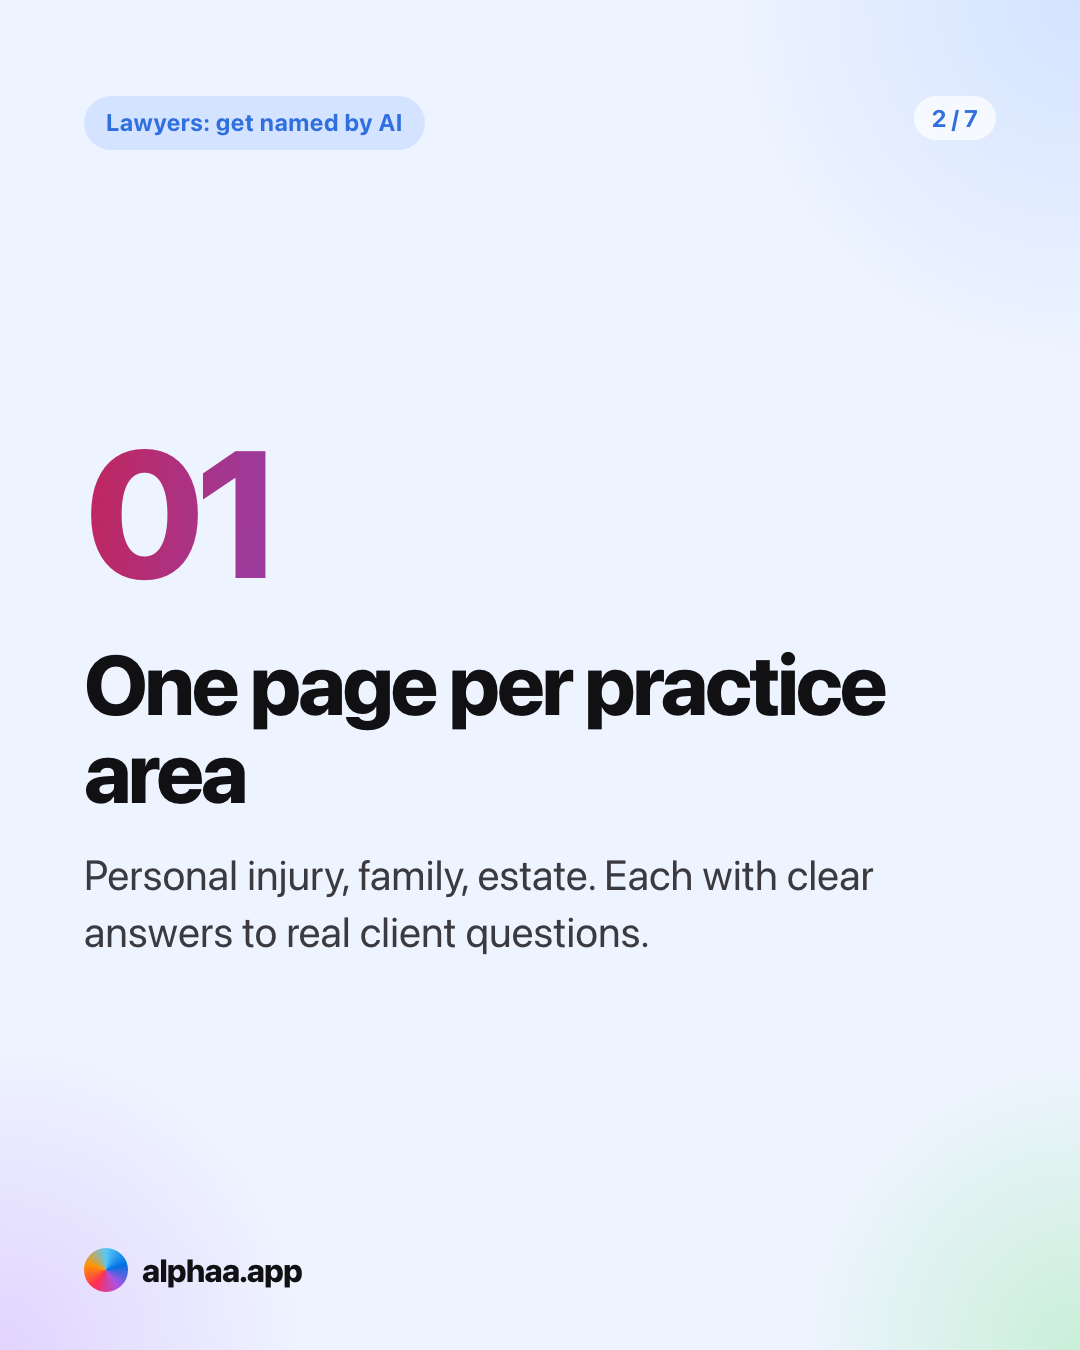 Lawyers: get named by AI
2 / 7
01
One page per practice
area
Personal injury, family, estate. Each with clear
answers to real client questions.
alphaa.app